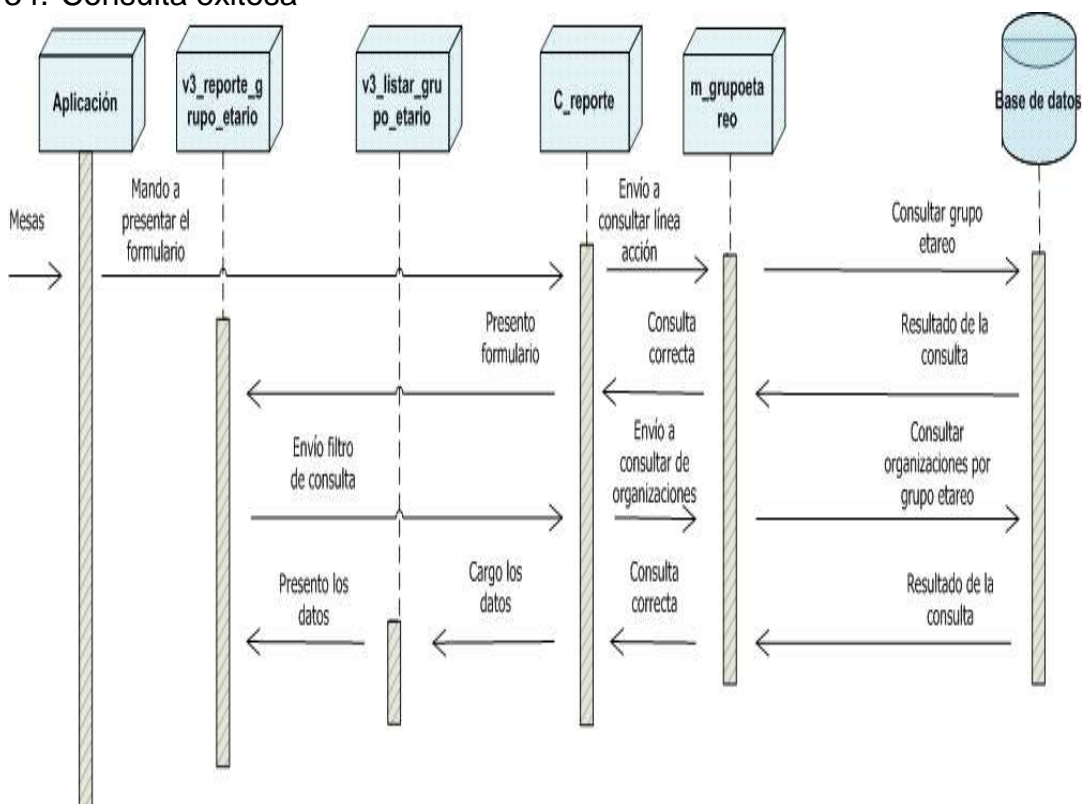 Consulta exitosa
Aplicación
v3_reporte_g
rupo_etario
v3_listar_gru
po_etario
C_reporte
m_grupoeta
reo
Base de datos
Mesas
Mando a
presentar el
formulario
Envío a
consultar línea
acción
Consultar grupo
etareo
Presento
formulario
Consulta
correcta
Resultado de la
consulta
Envío filtro
de consulta
Envío a
consultar de
organizaciones
Consultar
organizaciones por
grupo etareo
Presento los
datos
Cargo los
datos
Consulta
correcta
Resultado de la
consulta